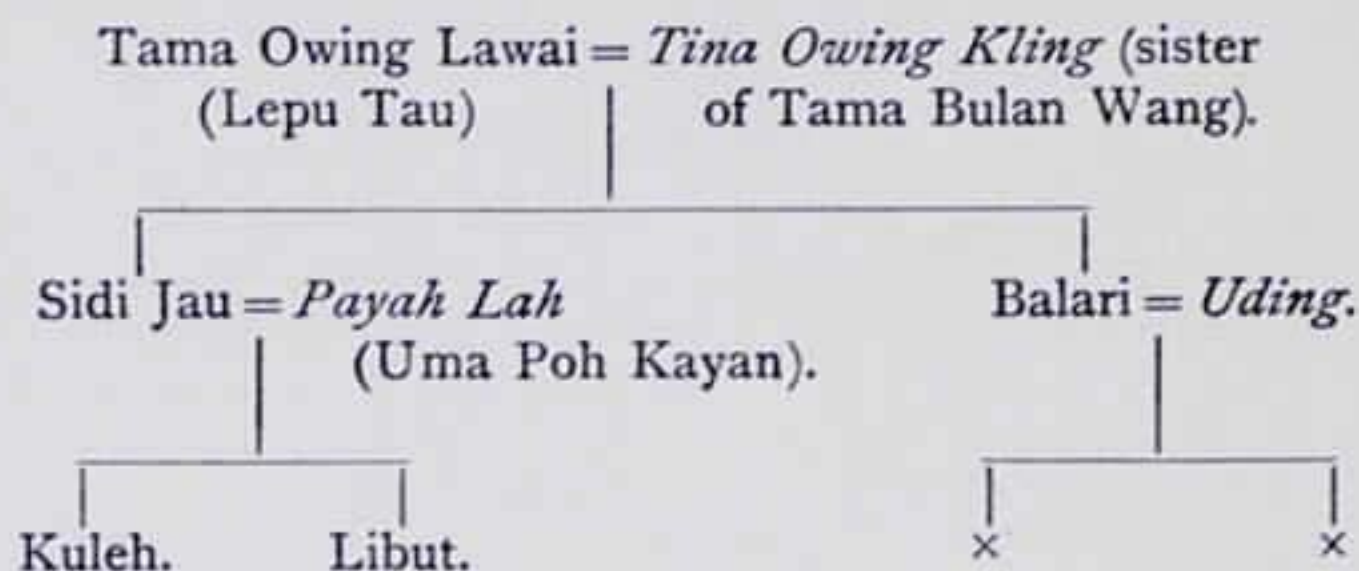 Tama Owing Lawai = Tina Owing Kling (sister
(Lepu Tau) of Tama Bulan Wang).
Sidi Jau = Payah Lah Balari = Uding.
(Uma Poh Kayan).
Kuleh. Libut. × ×